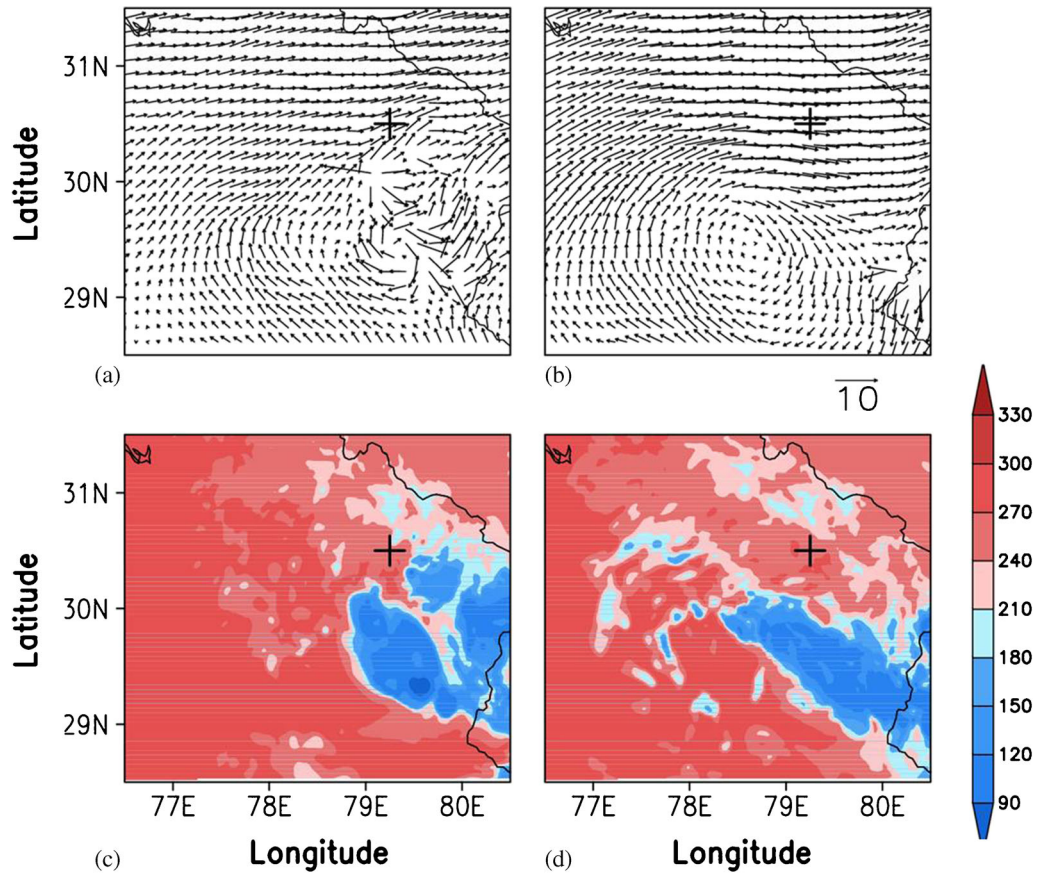 31N
30N
29N
Latitude
(a)
(b)
10
31N
30N
29N
Latitude
77E 78E 79E 80E
77E 78E 79E 80E
Longitude
Longitude
(c)
(d)
330
300
270
240
210
180
150
120
90